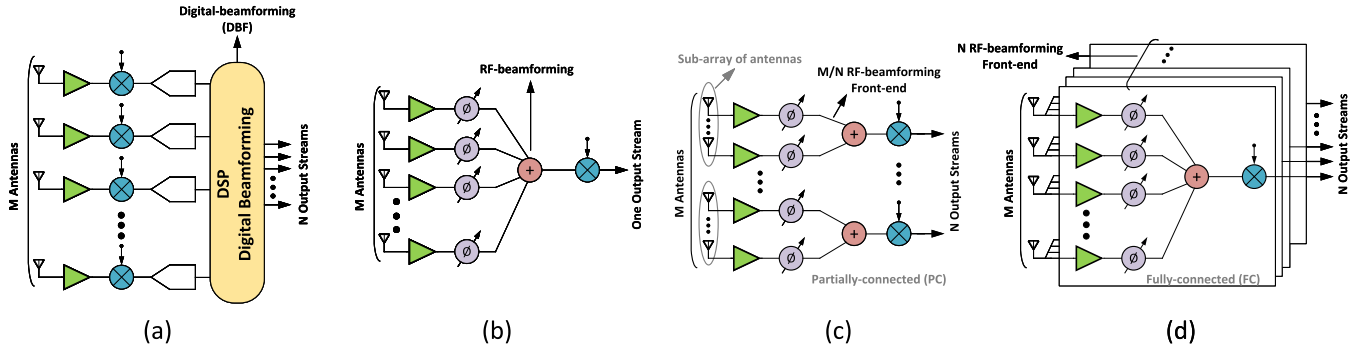 Digital-beamforming
(DBF)
M Antennas
DSP
Digital Beamforming
N Output Streams
(a)
RF-beamforming
M Antennas
ϕ
ϕ
ϕ
ϕ
+
One Output Stream
(b)
Sub-array of antennas
M/N RF-beamforming
Front-end
M Antennas
ϕ
ϕ
+
ϕ
ϕ
+
N Output Streams
Partially-connected (PC)
(c)
N RF-beamforming
Front-end
M Antennas
ϕ
ϕ
ϕ
ϕ
+
N Output Streams
Fully-connected (FC)
(d)